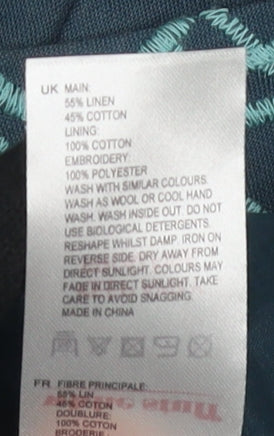 UK MAIN:
55% LINEN
45% COTTON
LINING:
100% COTTON
EMBROIDERY:
100% POLYESTER
WASH WITH SIMILAR COLOURS
WASH AS WOOL OR COOL HAND
WASH. WASH INSIDE OUT. DO NOT
USE BIOLOGICAL DETERGENTS.
RESHAPE WHILST DAMP. IRON ON
REVERSE SIDE. DRY AWAY FROM
DIRECT SUNLIGHT. COLOURS MAY
FADE IN DIRECT SUNLIGHT. TAKE
CARE TO AVOID SNAGGING.
MADE IN CHINA
FR FIBRE PRINCIPALE:
55% LIN
45% COTON
DOUBLURE:
100% COTON
BRODERIE: